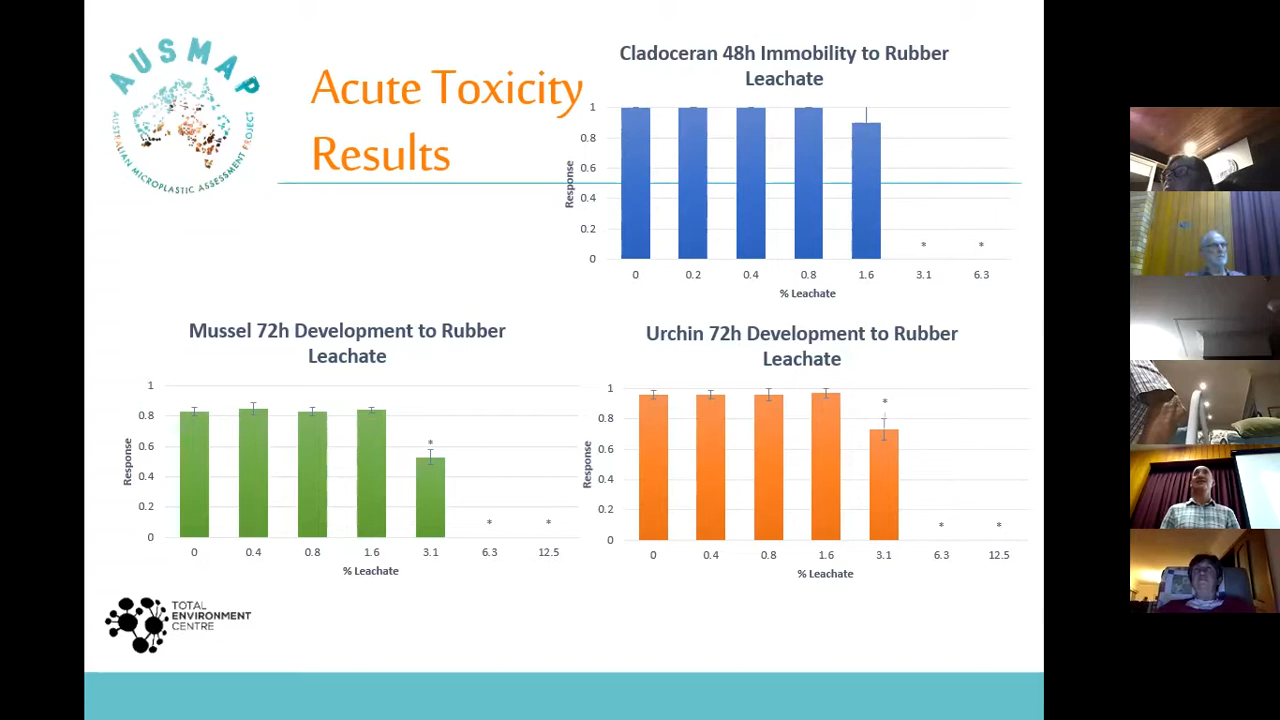 AUSMAP
AUSTRALIAN MICROPLASTIC ASSESSMENT PROJECT
Acute Toxicity
Results
Cladoceran 48h Immobility to Rubber
Leachate
Response
1
0.8
0.6
0.4
0.2
0
0 0.2 0.4 0.8 1.6 3.1 6.3
* *
% Leachate
Mussel 72h Development to Rubber
Leachate
Response
1
0.8
0.6
0.4
0.2
0
* * *
0 0.4 0.8 1.6 3.1 6.3 12.5
% Leachate
Urchin 72h Development to Rubber
Leachate
Response
1
0.8
0.6
0.4
0.2
0
* * *
0 0.4 0.8 1.6 3.1 6.3 12.5
% Leachate
TOTAL
ENVIRONMENT
CENTRE